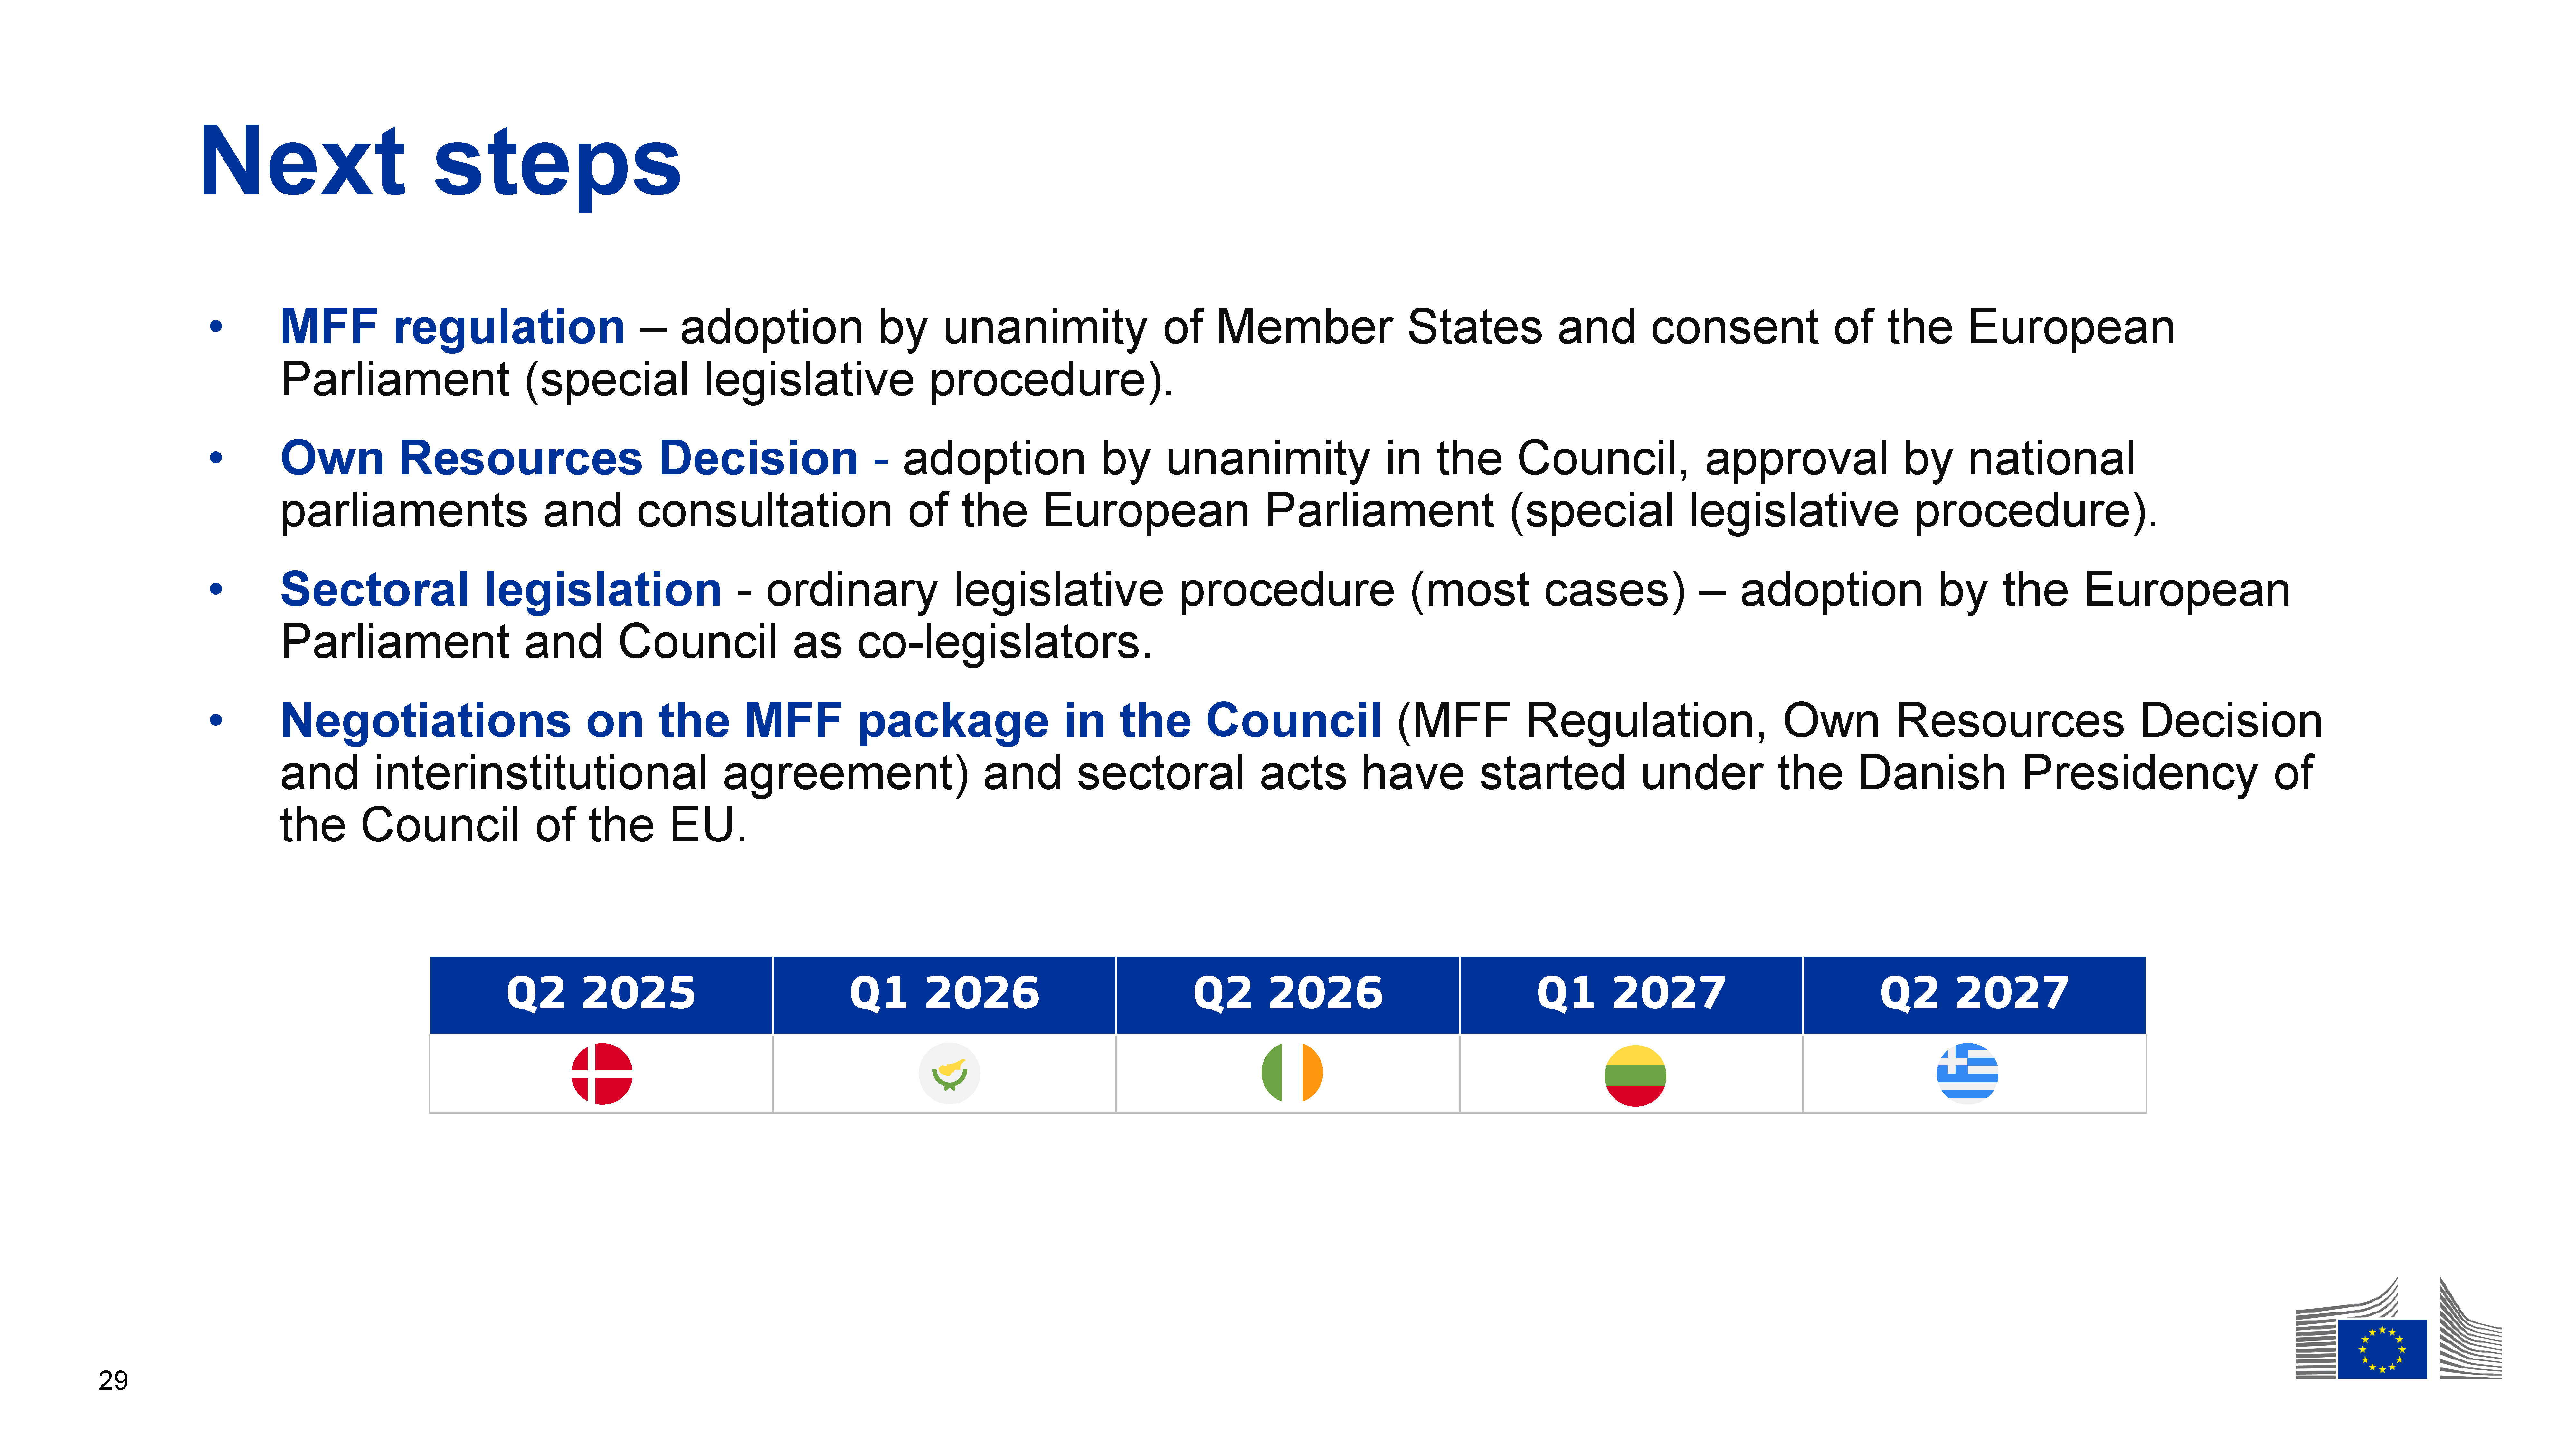 Next steps
• MFF regulation – adoption by unanimity of Member States and consent of the European
Parliament (special legislative procedure).
• Own Resources Decision - adoption by unanimity in the Council, approval by national
parliaments and consultation of the European Parliament (special legislative procedure).
• Sectoral legislation - ordinary legislative procedure (most cases) – adoption by the European
Parliament and Council as co-legislators.
• Negotiations on the MFF package in the Council (MFF Regulation, Own Resources Decision
and interinstitutional agreement) and sectoral acts have started under the Danish Presidency of
the Council of the EU.
Q2 2025 Q1 2026 Q2 2026 Q1 2027 Q2 2027
29